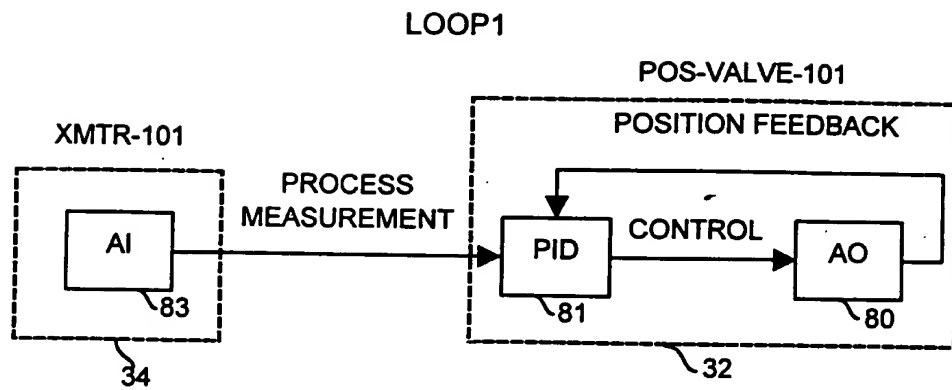 LOOP1
POS-VALVE-101
XMTR-101
POSITION FEEDBACK
PROCESS
MEASUREMENT
CONTROL
AI
PID
AO
83
81
80
34
32